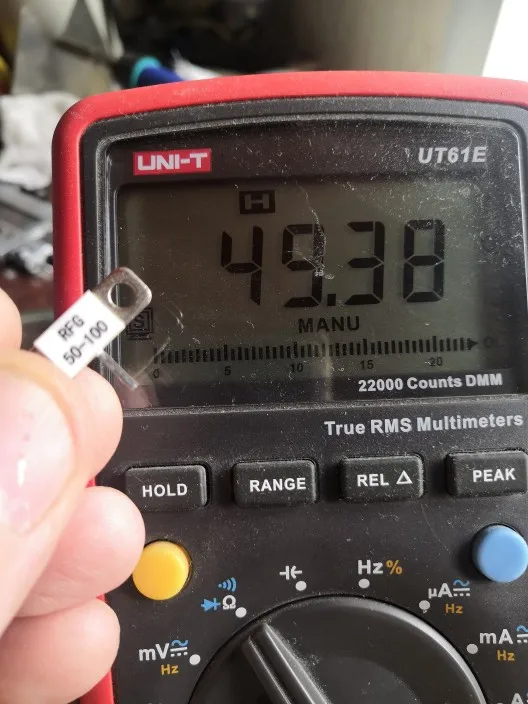 UNI-T
UT61E
H
49.38
MANU
0 5 10 15 20
22000 Counts DMM
RFG
50-100
True RMS Multimeters
HOLD
RANGE
REL Δ
PEAK
Hz%
Ω
µA
Hz
mV
Hz
mA
Hz